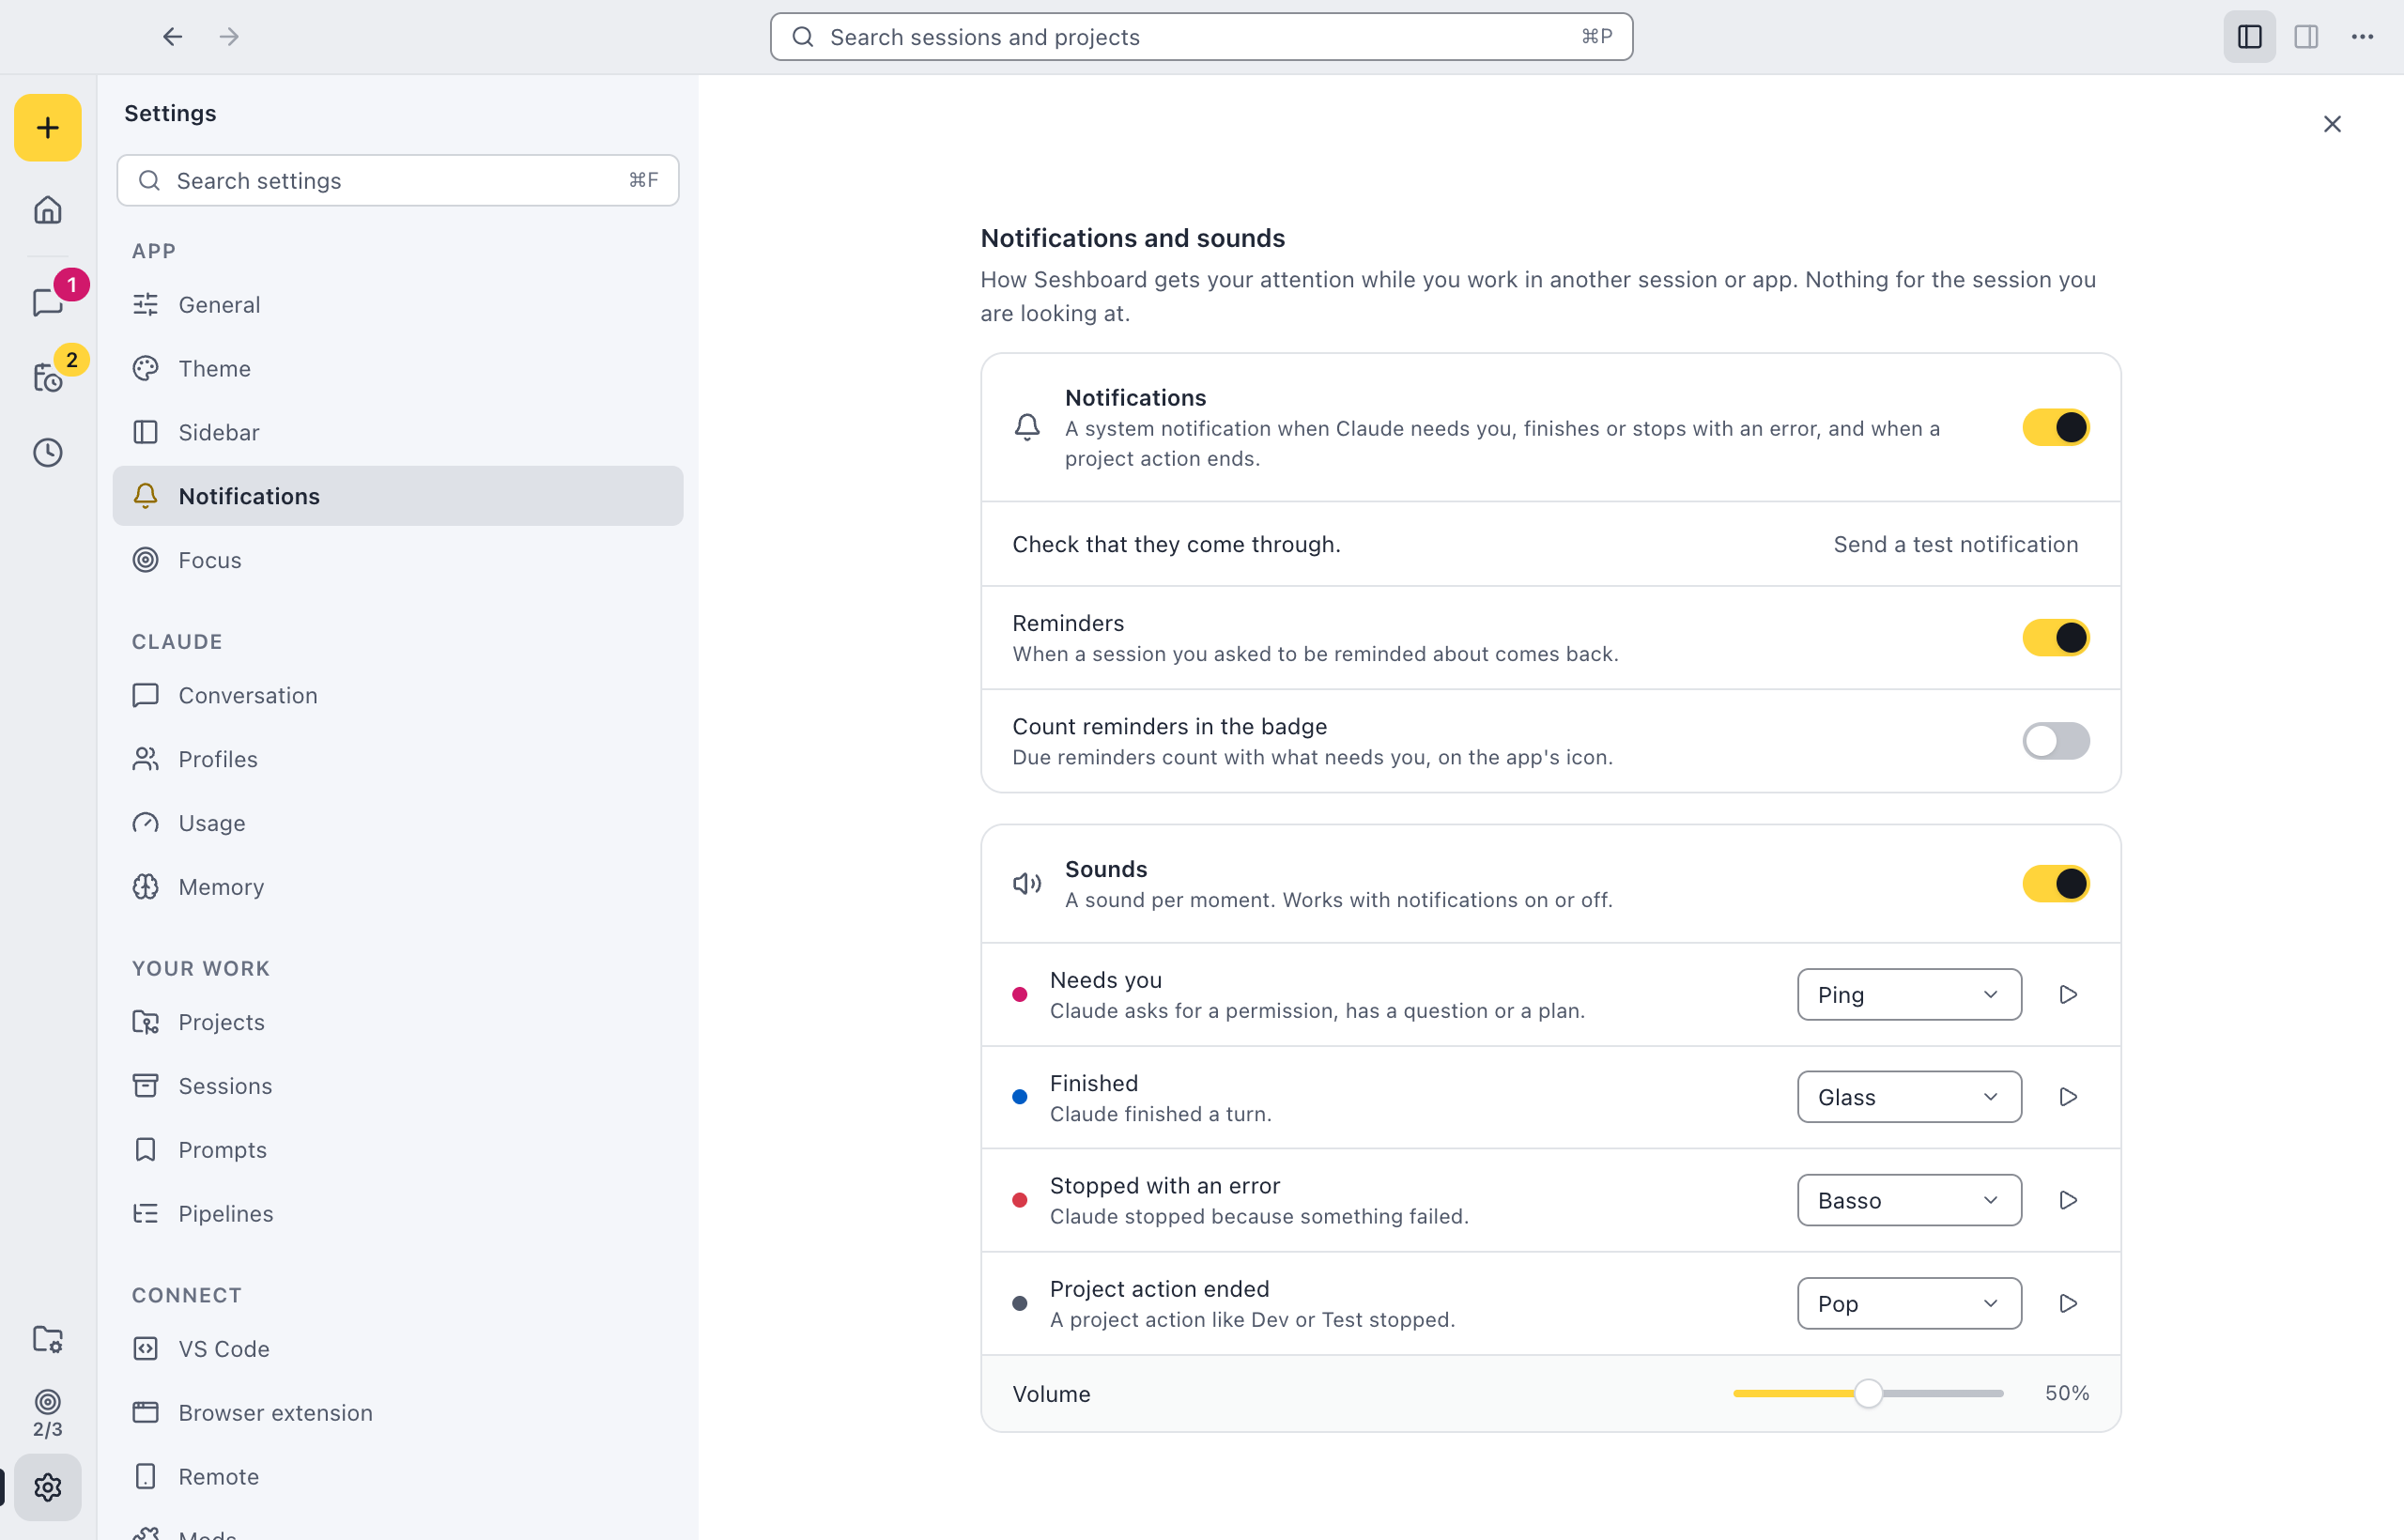 Search sessions and projects
⌘P
1
2
2/3
Settings
Search settings
⌘F
APP
General
Theme
Sidebar
Notifications
Focus
CLAUDE
Conversation
Profiles
Usage
Memory
YOUR WORK
Projects
Sessions
Prompts
Pipelines
CONNECT
VS Code
Browser extension
Remote
Mods
Notifications and sounds
How Seshboard gets your attention while you work in another session or app. Nothing for the session you
are looking at.
Notifications
A system notification when Claude needs you, finishes or stops with an error, and when a
project action ends.
Check that they come through.
Send a test notification
Reminders
When a session you asked to be reminded about comes back.
Count reminders in the badge
Due reminders count with what needs you, on the app's icon.
Sounds
A sound per moment. Works with notifications on or off.
Needs you
Claude asks for a permission, has a question or a plan.
Ping
Finished
Claude finished a turn.
Glass
Stopped with an error
Claude stopped because something failed.
Basso
Project action ended
A project action like Dev or Test stopped.
Pop
Volume
50%